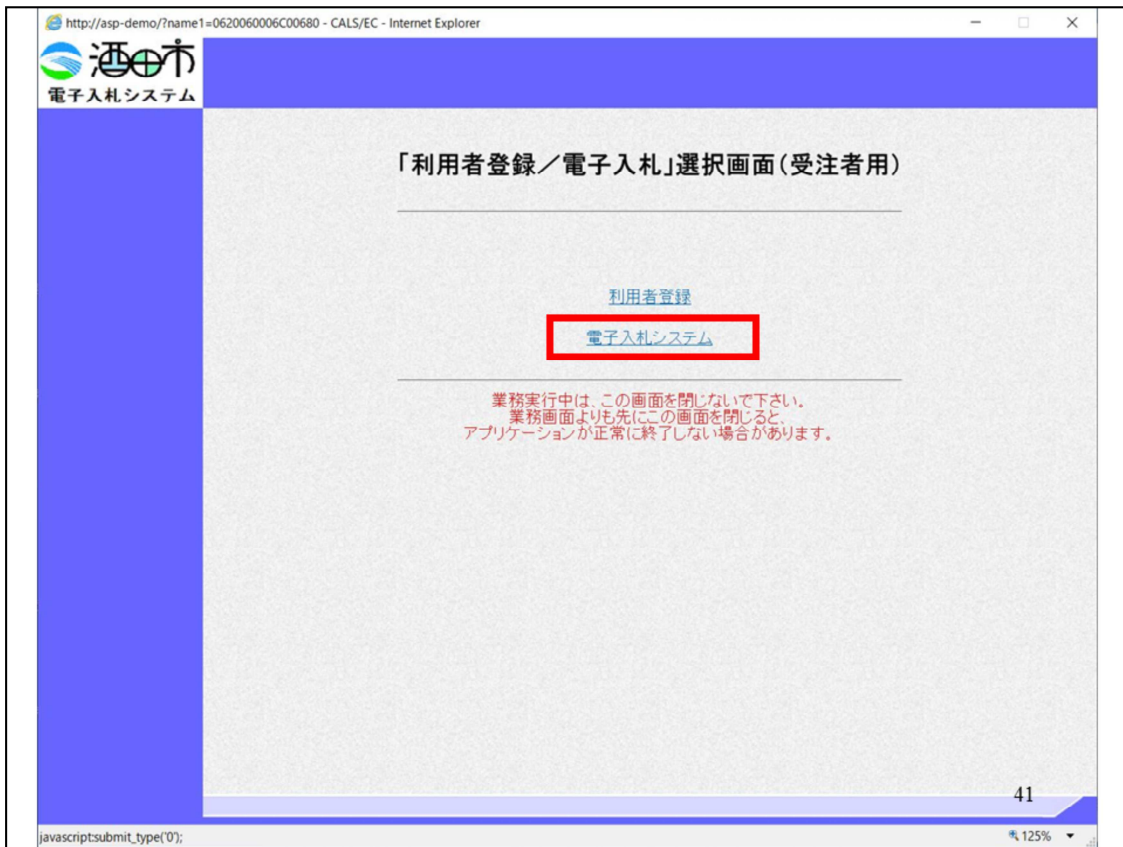 http://asp-demo/?name1=0620060006C00680 - CALS/EC - Internet Explorer
酒田市
電子入札システム
「利用者登録／電子入札」選択画面(受注者用)
利用者登録
電子入札システム
業務実行中は、この画面を閉じないで下さい。
業務画面よりも先にこの画面を閉じると、
アプリケーションが正常に終了しない場合があります。
41
javascript:submit_type('0');
125%